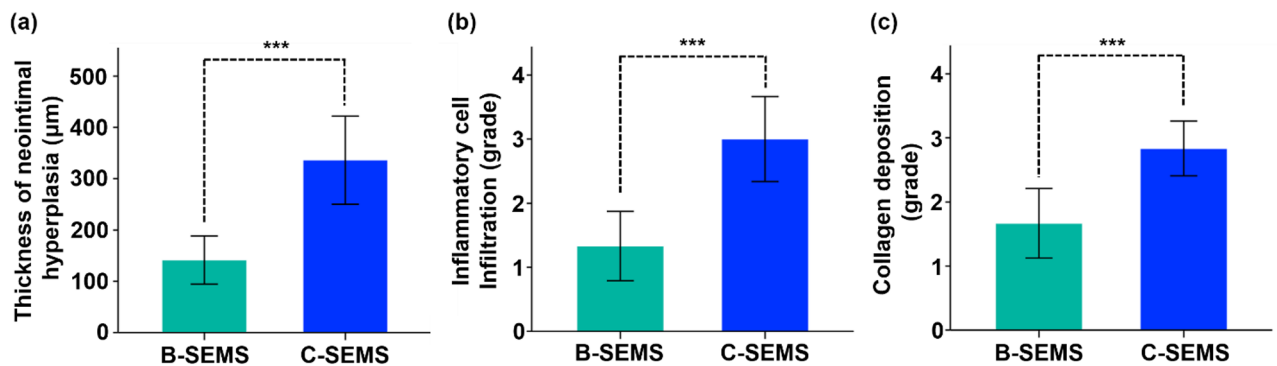 (a)
Thickness of neointimal
hyperplasia (μm)
500
400
300
200
100
0
***
B-SEMS
C-SEMS
(b)
Inflammatory cell
Infiltration (grade)
4
3
2
1
0
***
B-SEMS
C-SEMS
(c)
Collagen deposition
(grade)
4
3
2
1
0
***
B-SEMS
C-SEMS